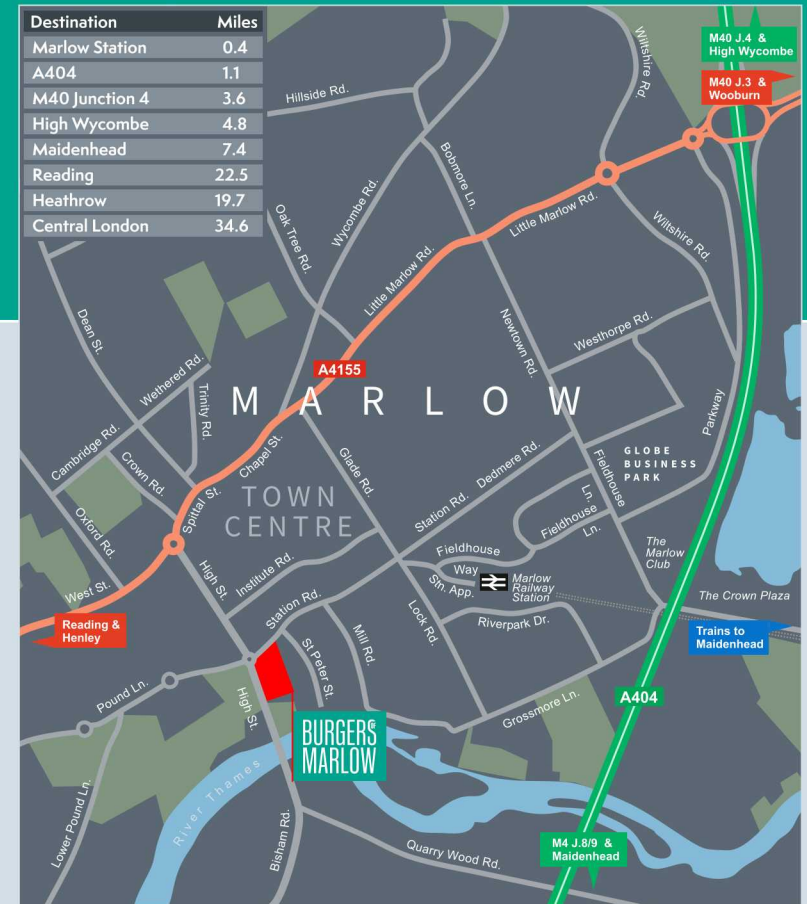 Destination Miles
Marlow Station 0.4
A404 1.1
M40 Junction 4 3.6
High Wycombe 4.8
Maidenhead 7.4
Reading 22.5
Heathrow 19.7
Central London 34.6
M40 J.4 &
High Wycombe
M40 J.3 &
Wooburn
Hillside Rd.
Wiltshire Rd.
Bobmore Ln.
Wycombe Rd.
Oak Tree Rd.
Little Marlow Rd.
Little Marlow Rd.
Wiltshire Rd.
Dean St.
Newtown Rd.
Westhorpe Rd.
A4155
Wethered Rd.
Trinity Rd.
MARLOW
Parkway
Cambridge Rd.
Crown Rd.
Chapel St.
Glade Rd.
Dedmere Rd.
Station Rd.
GLOBE
BUSINESS
PARK
Fieldhouse
Ln.
TOWN
CENTRE
Spittal St.
Oxford Rd.
Fieldhouse
Ln.
West St.
High St.
Institute Rd.
Fieldhouse
Way
Stn. App.
Marlow
Railway
Station
The
Marlow
Club
The Crown Plaza
Reading &
Henley
Station Rd.
Lock Rd.
Riverpark Dr.
Trains to
Maidenhead
St Peter St.
Mill Rd.
Pound Ln.
High St.
Grossmore Ln.
A404
BURGERS
MARLOW
River Thames
Lower Pound Ln.
Bisham Rd.
Quarry Wood Rd.
M4 J.8/9 &
Maidenhead